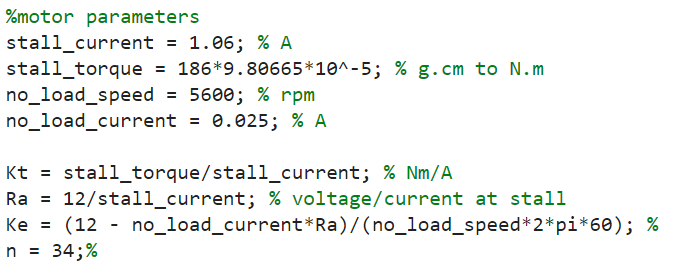 %motor parameters
stall_current = 1.06; % A
stall_torque = 186*9.80665*10^-5; % g.cm to N.m
no_load_speed = 5600; % rpm
no_load_current = 0.025; % A
Kt = stall_torque/stall_current; % Nm/A
Ra = 12/stall_current; % voltage/current at stall
Ke = (12 - no_load_current*Ra)/(no_load_speed*2*pi*60); %
n = 34;%